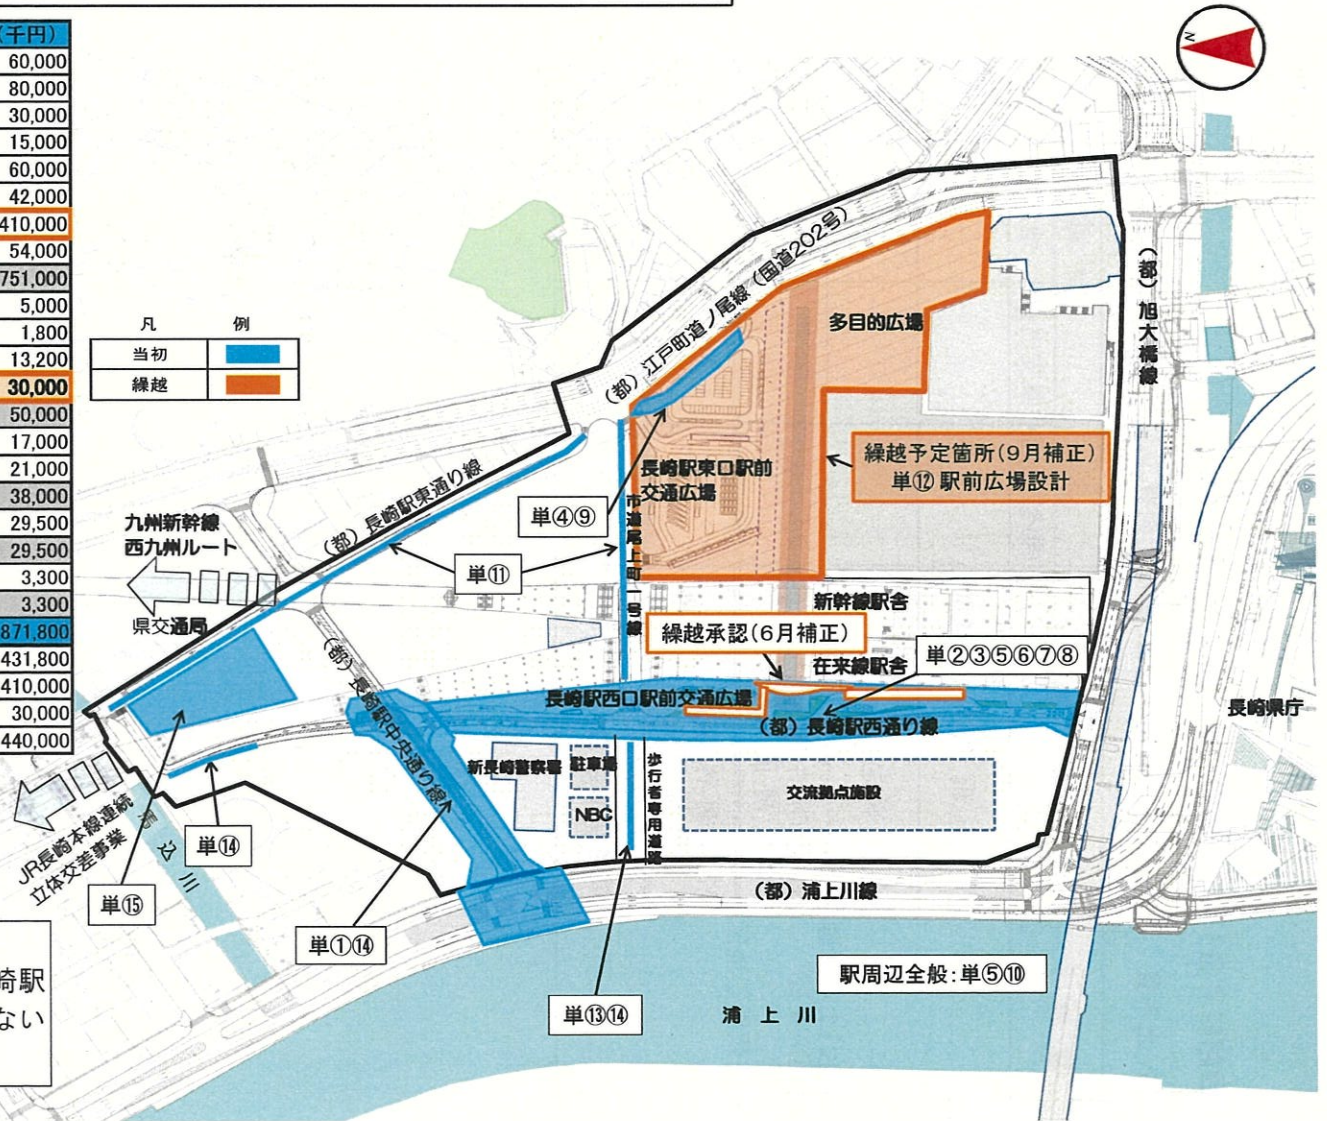 (千円)
60,000
80,000
30,000
15,000
60,000
42,000
410,000
54,000
751,000
5,000
1,800
13,200
30,000
50,000
17,000
21,000
38,000
29,500
29,500
3,300
3,300
871,800
431,800
410,000
30,000
440,000
凡 例
当初
繰越
N
(都)江戸町道ノ尾線(国道202号)
多目的広場
(都)旭大橋線
繰越予定箇所(9月補正)
単⑫ 駅前広場設計
長崎駅東口駅前
交通広場
市道尾上町一号線
単④⑨
(都)長崎駅東通り線
九州新幹線
西九州ルート
単⑪
県交通局
新幹線駅舎
繰越承認(6月補正)
在来線駅舎
単②③⑤⑥⑦⑧
長崎駅西口駅前交通広場
(都)長崎駅西通り線
(都)長崎駅中央通り線
長崎県庁
新長崎警察署
駐車場
NBC
歩行者専用道路
交流拠点施設
JR長崎本線連続
立体交差事業
馬込川
単⑭
単⑮
単①⑭
単⑬⑭
(都)浦上川線
駅周辺全般:単⑤⑩
浦上川
崎駅
ない